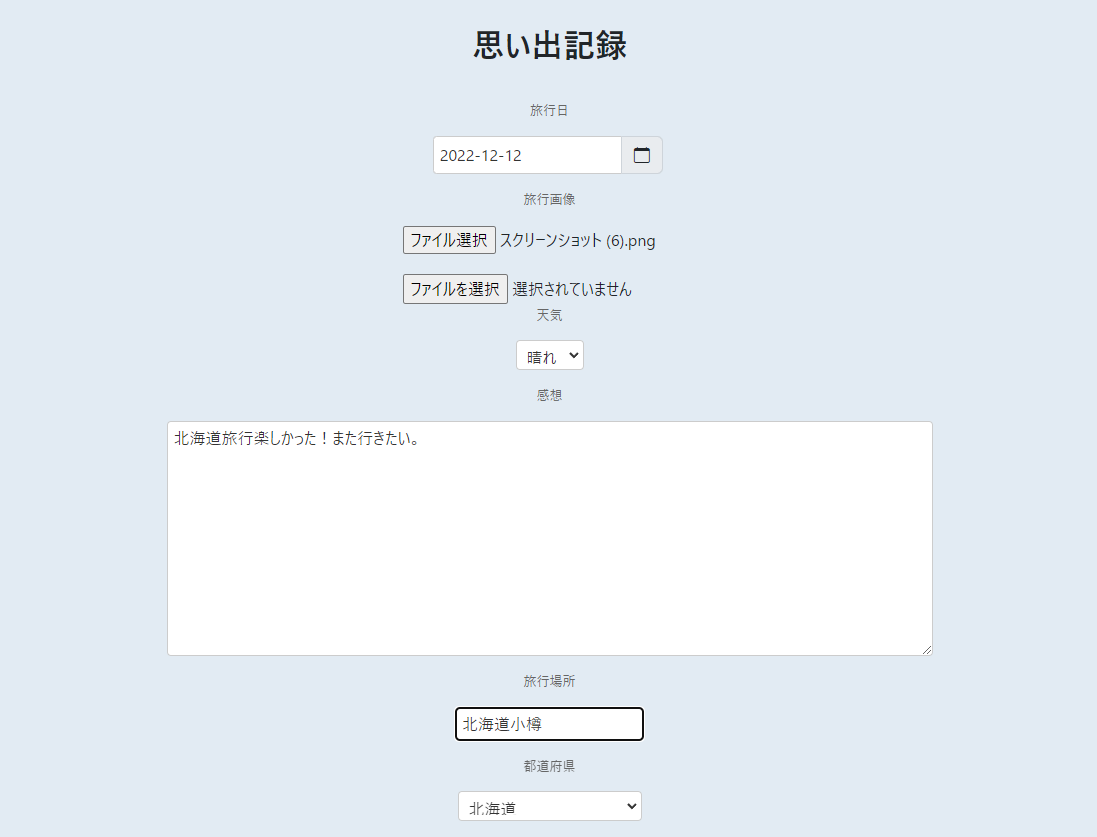 思い出記録
旅行日
2022-12-12
旅行画像
ファイル選択 スクリーンショット (6).png
ファイルを選択 選択されていません
天気
晴れ
感想
北海道旅行楽しかった！また行きたい。
旅行場所
北海道小樽
都道府県
北海道